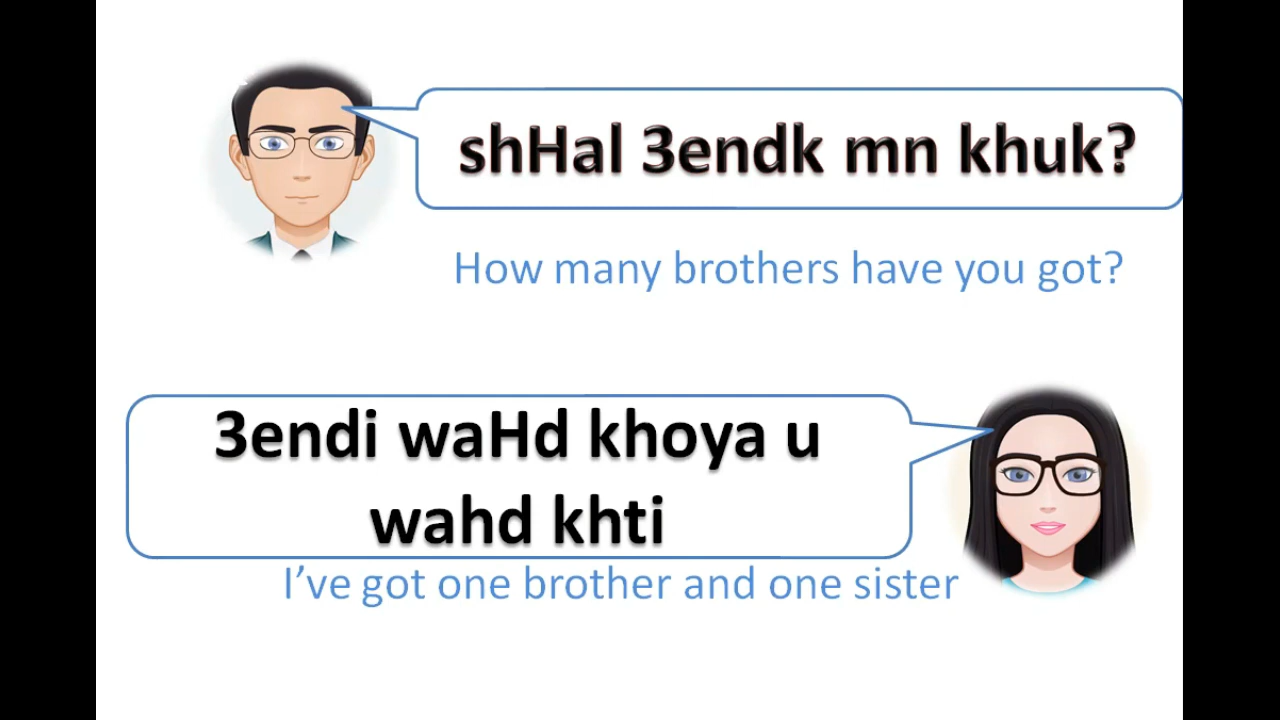 shHal 3endk mn khuk?
How many brothers have you got?
3endi waHd khoya u
wahd khti
I’ve got one brother and one sister